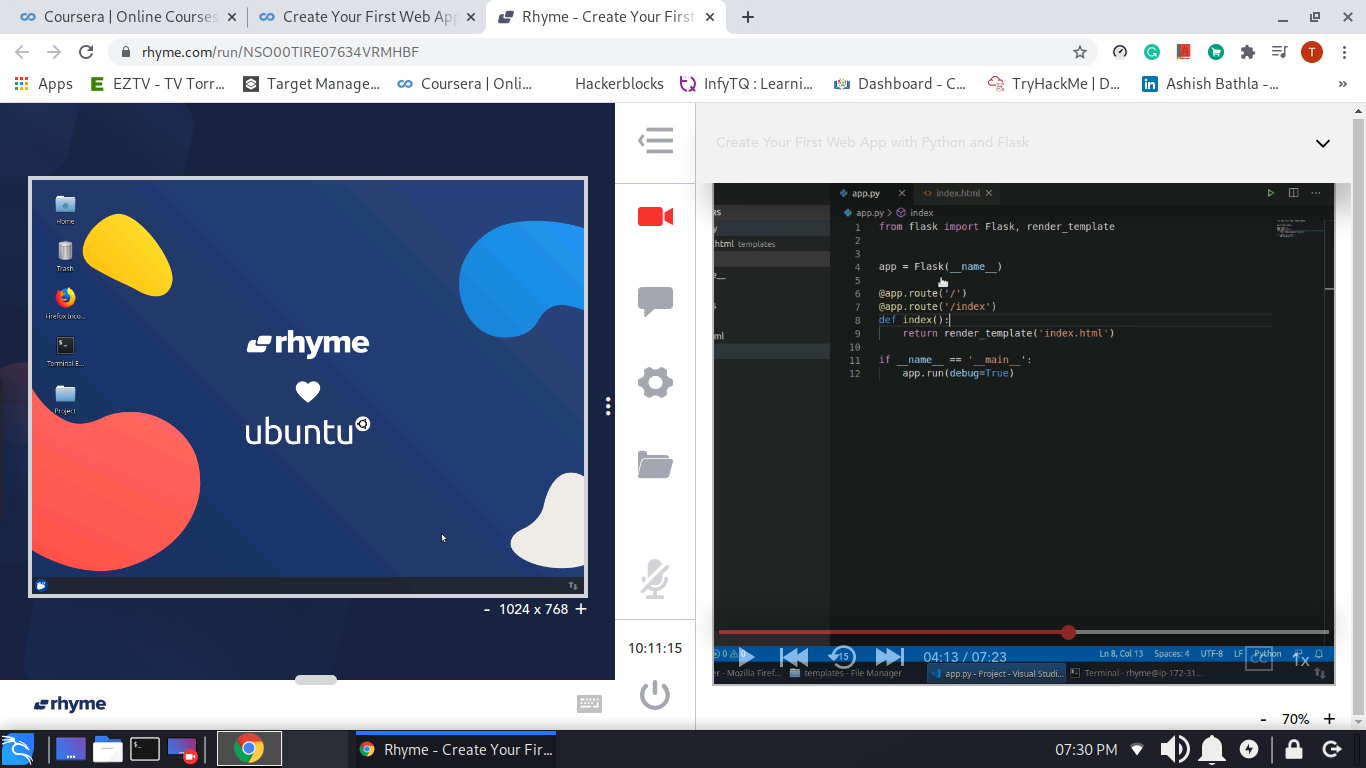 Coursera | Online Courses
Create Your First Web App
Rhyme - Create Your First
rhyme.com/run/NSO00TIRE07634VRMHBF
T
Apps
EZTV - TV Torr...
Target Manage...
Coursera | Onli...
Hackerblocks
InfyTQ : Learni...
Dashboard - C...
TryHackMe | D...
Ashish Bathla -...
»
Home
Trash
Firefox (Inco...
Terminal E...
Project
rhyme
ubuntu
- 1024 x 768 +
10:11:15
rhyme
Create Your First Web App with Python and Flask
app.py
index.html
app.py > index
html templates
ml
1 from flask import Flask, render_template
2
3
4 app = Flask(__name__)
5
6 @app.route('/')
7 @app.route('/index')
8 def index():
9 return render_template('index.html')
10
11 if __name__ == '__main__':
12 app.run(debug=True)
15
04:13 / 07:23
CC
1x
Ln 8, Col 13
Spaces: 4
UTF-8
LF
Python
er - Mozilla Firef...
templates - File Manager
app.py - Project - Visual Studi...
Terminal - rhyme@ip-172-31...
- 70% +
Rhyme - Create Your Fir...
07:30 PM